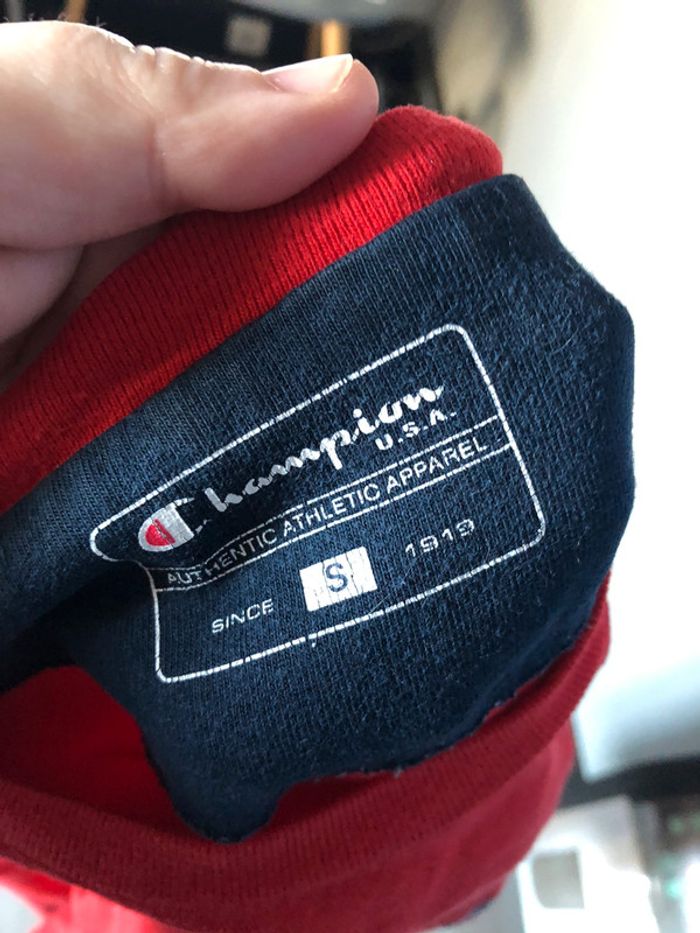 Champion
U.S.A.
AUTHENTIC ATHLETIC APPAREL
SINCE S 1919